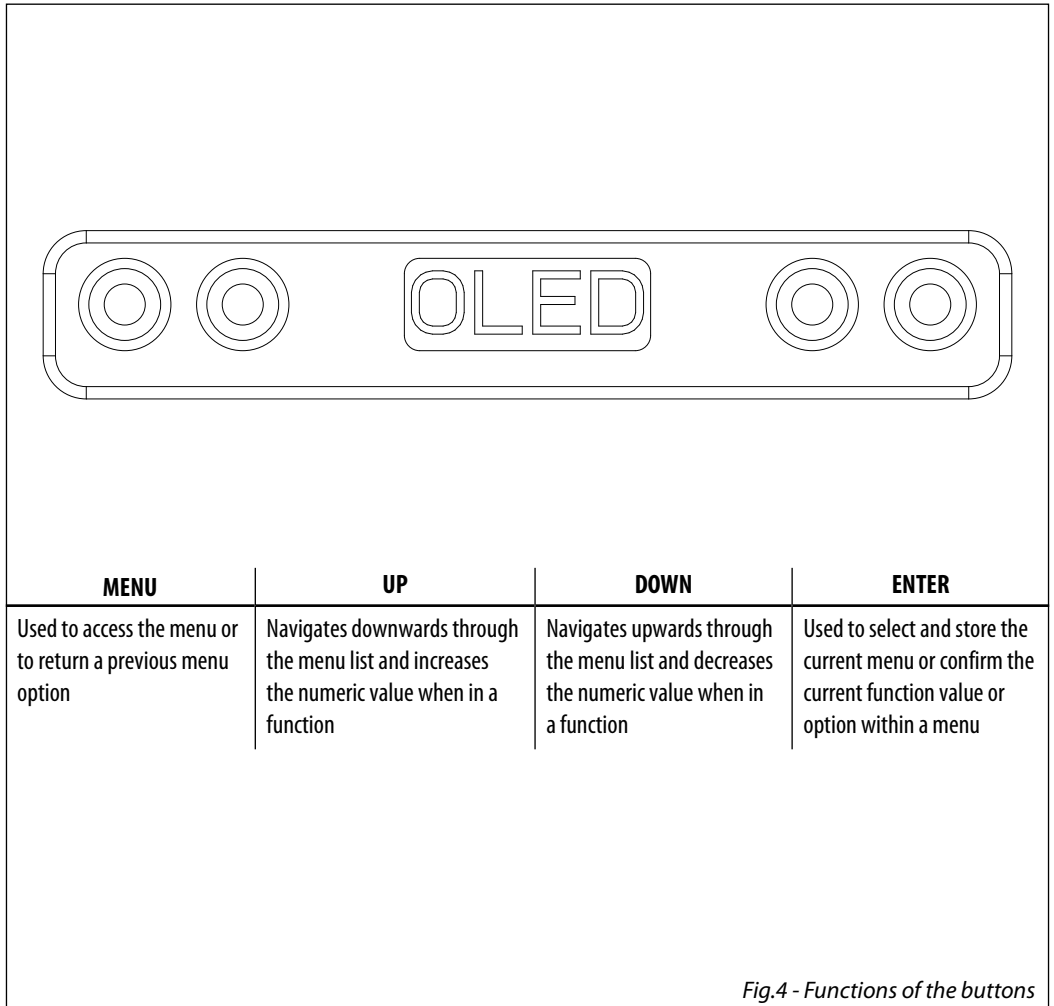 OLED
MENU
UP
DOWN
ENTER
Used to access the menu or
to return a previous menu
option
Navigates downwards through
the menu list and increases
the numeric value when in a
function
Navigates upwards through
the menu list and decreases
the numeric value when in
a function
Used to select and store the
current menu or confirm the
current function value or
option within a menu
Fig.4 - Functions of the buttons